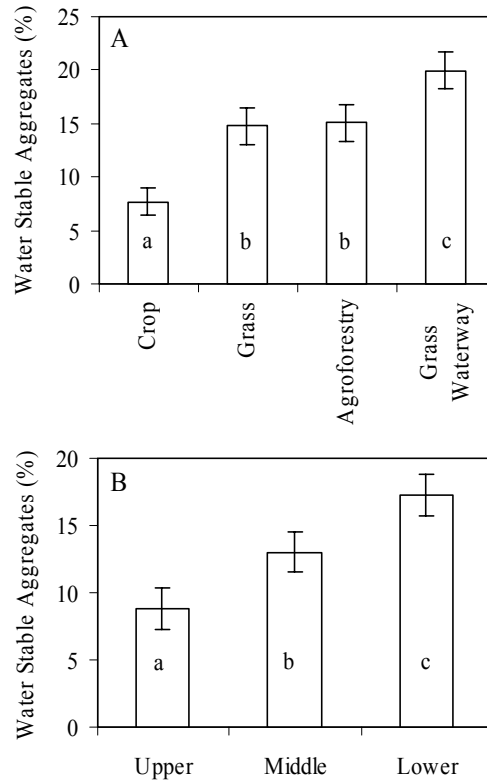 Water Stable Aggregates (%)
25
20
15
10
5
0
A
a
b
b
c
Crop
Grass
Agroforestry
Grass
Waterway
Water Stable Aggregates (%)
20
15
10
5
0
B
a
b
c
Upper
Middle
Lower